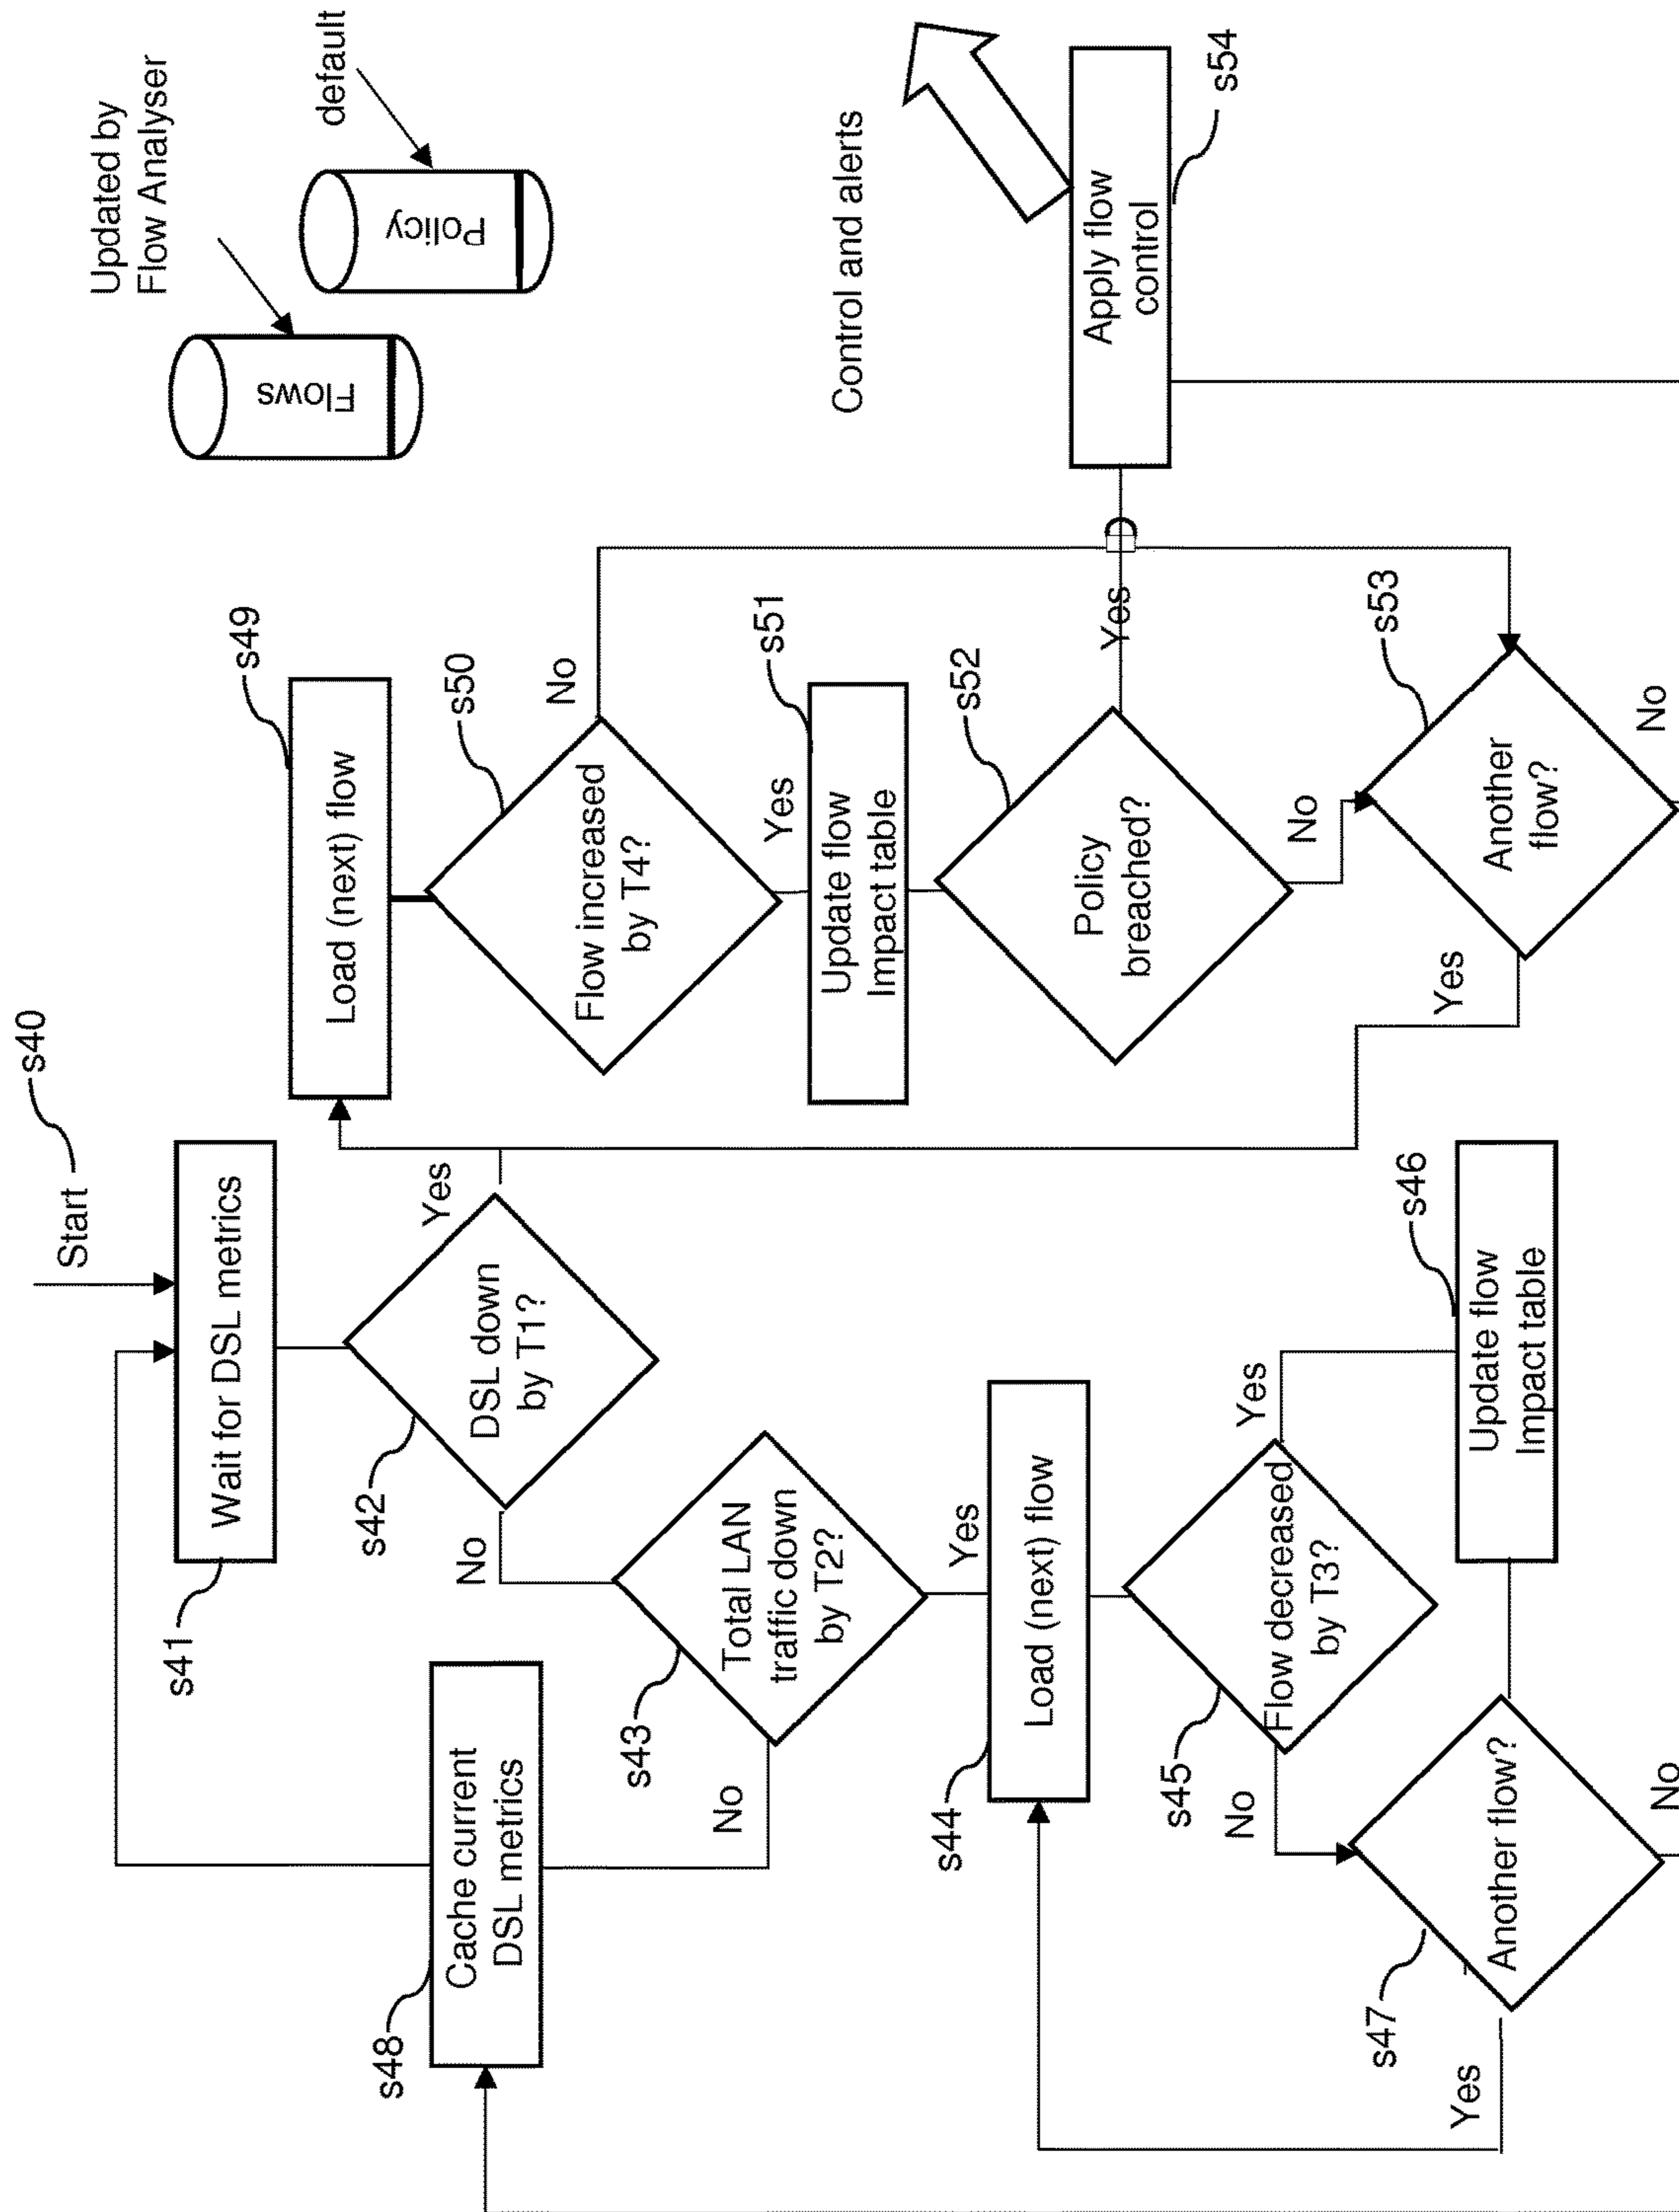 Start
s40
s41
Wait for DSL metrics
s42
DSL down
by T1?
Yes
No
s43
Total LAN
traffic down
by T2?
No
Yes
s48
Cache current
DSL metrics
s44
Load (next) flow
s45
Flow decreased
by T3?
Yes
No
s46
Update flow
Impact table
s47
Another flow?
Yes
No
s49
Load (next) flow
s50
Flow increased
by T4?
No
Yes
s51
Update flow
Impact table
s52
Policy
breached?
Yes
No
s53
Another
flow?
Yes
No
Updated by
Flow Analyser
Flows
default
Policy
Control and alerts
Apply flow
control
s54